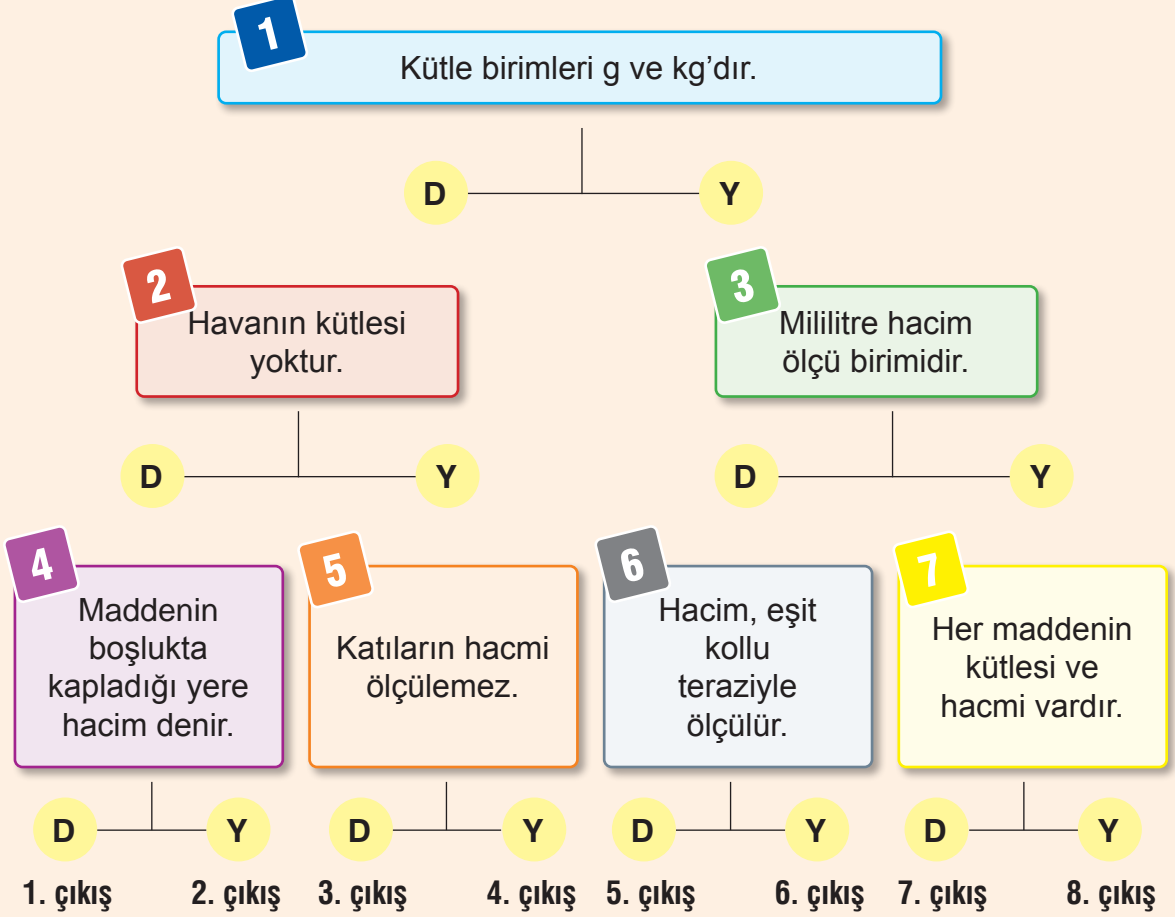 1
Kütle birimleri g ve kg’dır.
D
Y
2
Havanın kütlesi
yoktur.
3
Mililitre hacim
ölçü birimidir.
D
Y
D
Y
4
Maddenin
boşlukta
kapladığı yere
hacim denir.
5
Katıların hacmi
ölçülemez.
6
Hacim, eşit
kollu
teraziyle
ölçülür.
7
Her maddenin
kütlesi ve
hacmi vardır.
D
Y
D
Y
D
Y
D
Y
1. çıkış
2. çıkış
3. çıkış
4. çıkış
5. çıkış
6. çıkış
7. çıkış
8. çıkış